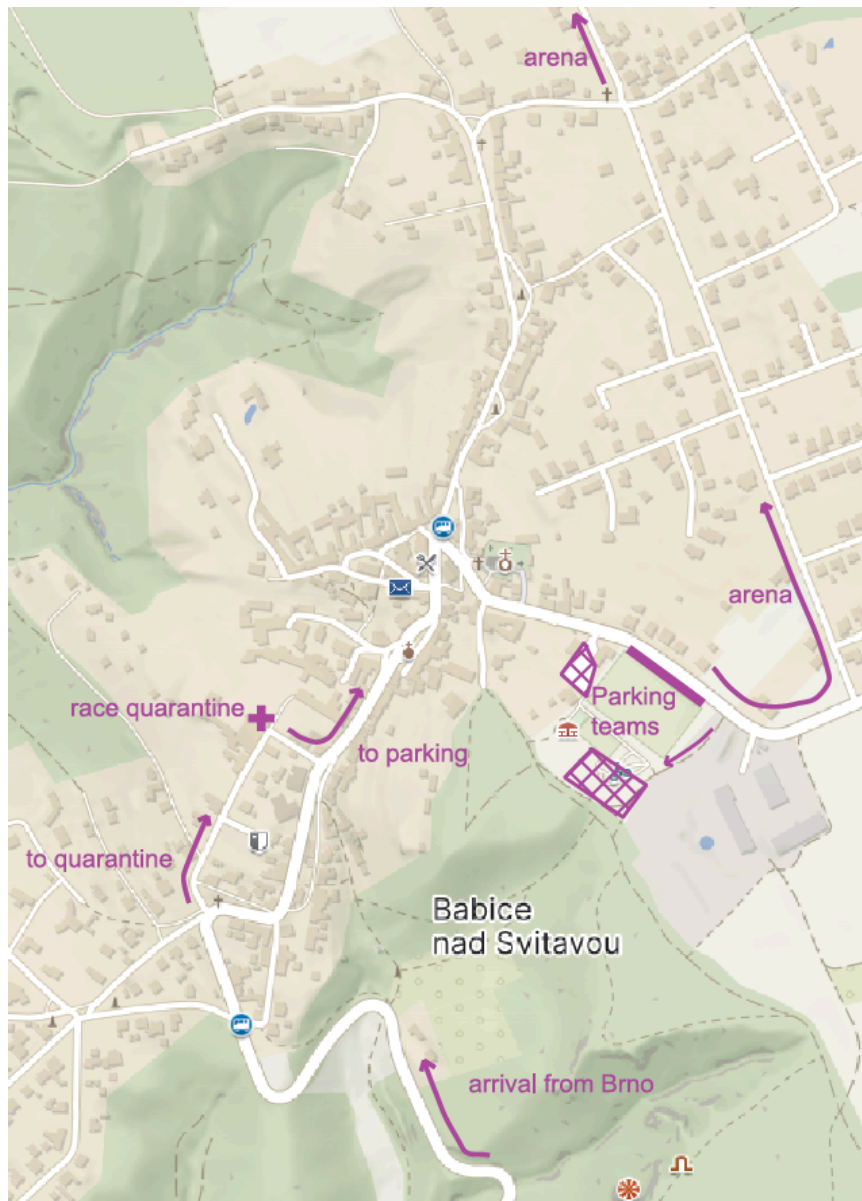 arena
arena
race quarantine
Parking
teams
to parking
to quarantine
Babice
nad Svitavou
arrival from Brno